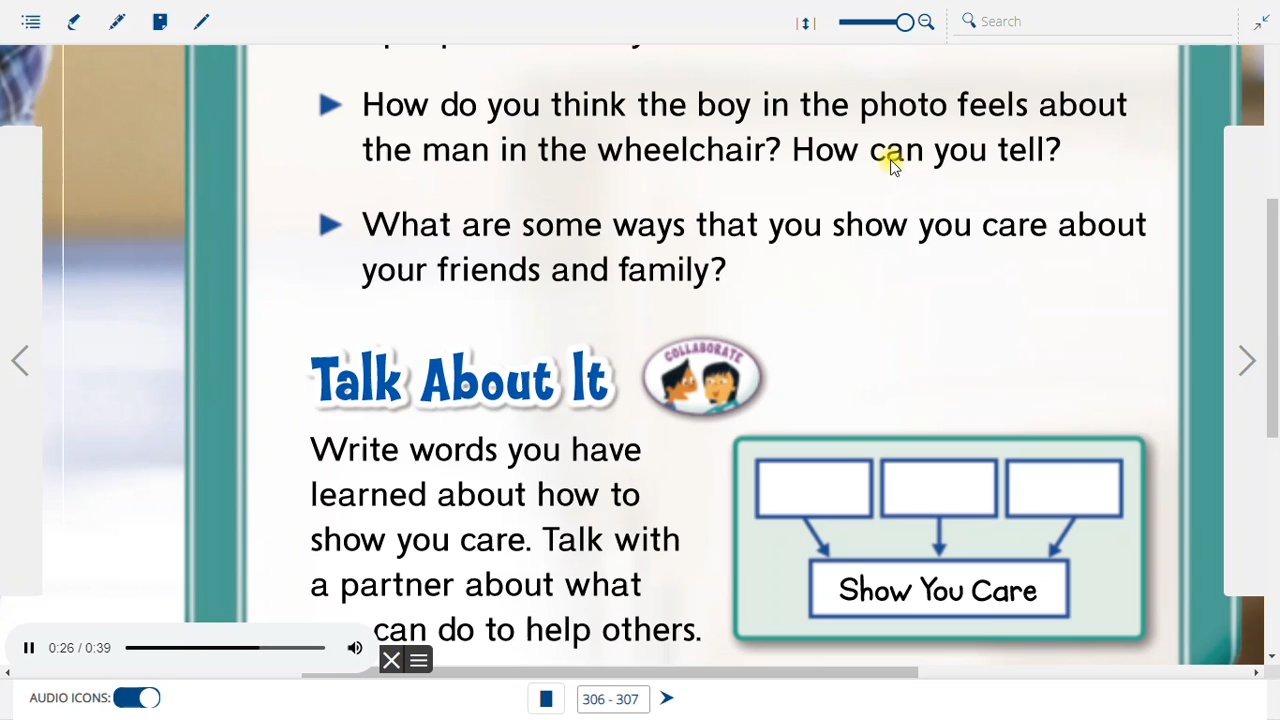 Search
How do you think the boy in the photo feels about
the man in the wheelchair? How can you tell?
What are some ways that you show you care about
your friends and family?
Talk About It
COLLABORATE
Write words you have
learned about how to
show you care. Talk with
a partner about what
can do to help others.
Show You Care
0:26 / 0:39
AUDIO ICONS:
306 - 307